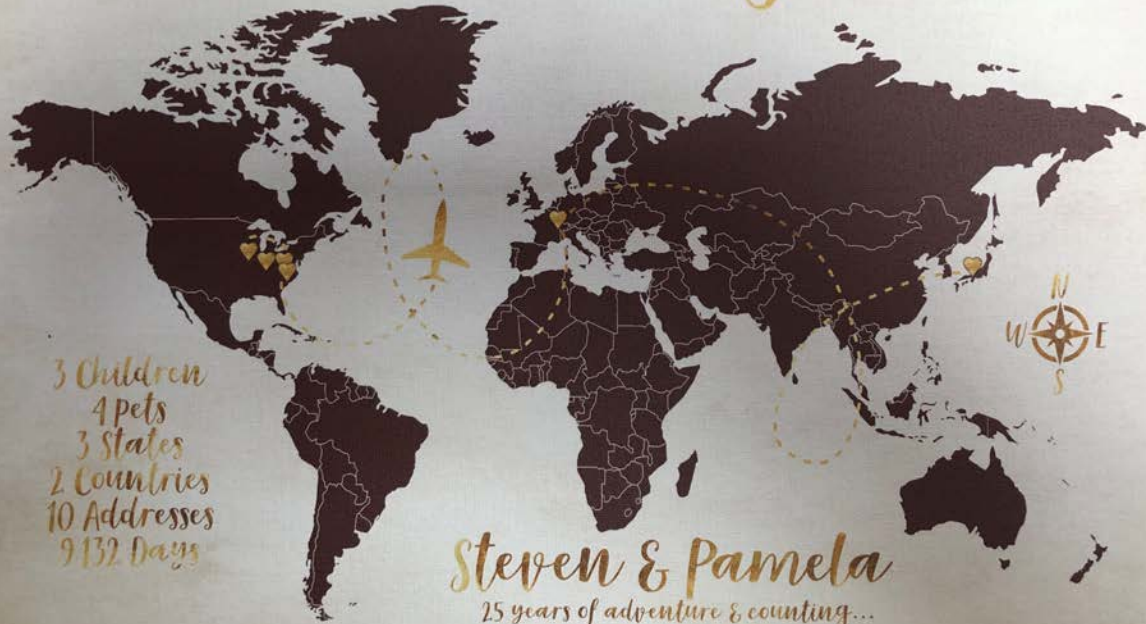 3 Children
4 pets
3 States
2 Countries
10 Addresses
9132 Days
N
W E
S
Steven & Pamela
25 years of adventure & counting...